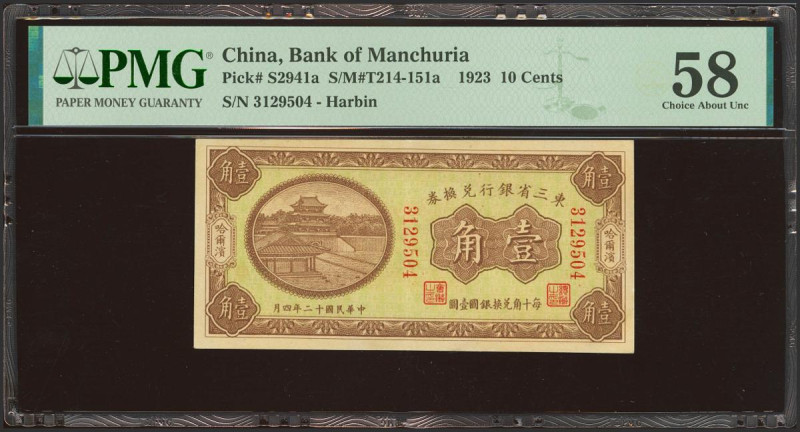 PMG®
PAPER MONEY GUARANTY
China, Bank of Manchuria
Pick# S2941a S/M#T214-151a 1923 10 Cents
S/N 3129504 - Harbin
58
Choice About Unc
壹角
壹角
東三省銀行兌換券
哈爾濱
哈爾濱
3129504
壹角
3129504
每十角兌換銀圓壹圓
中華民國十二年四月
壹角
壹角